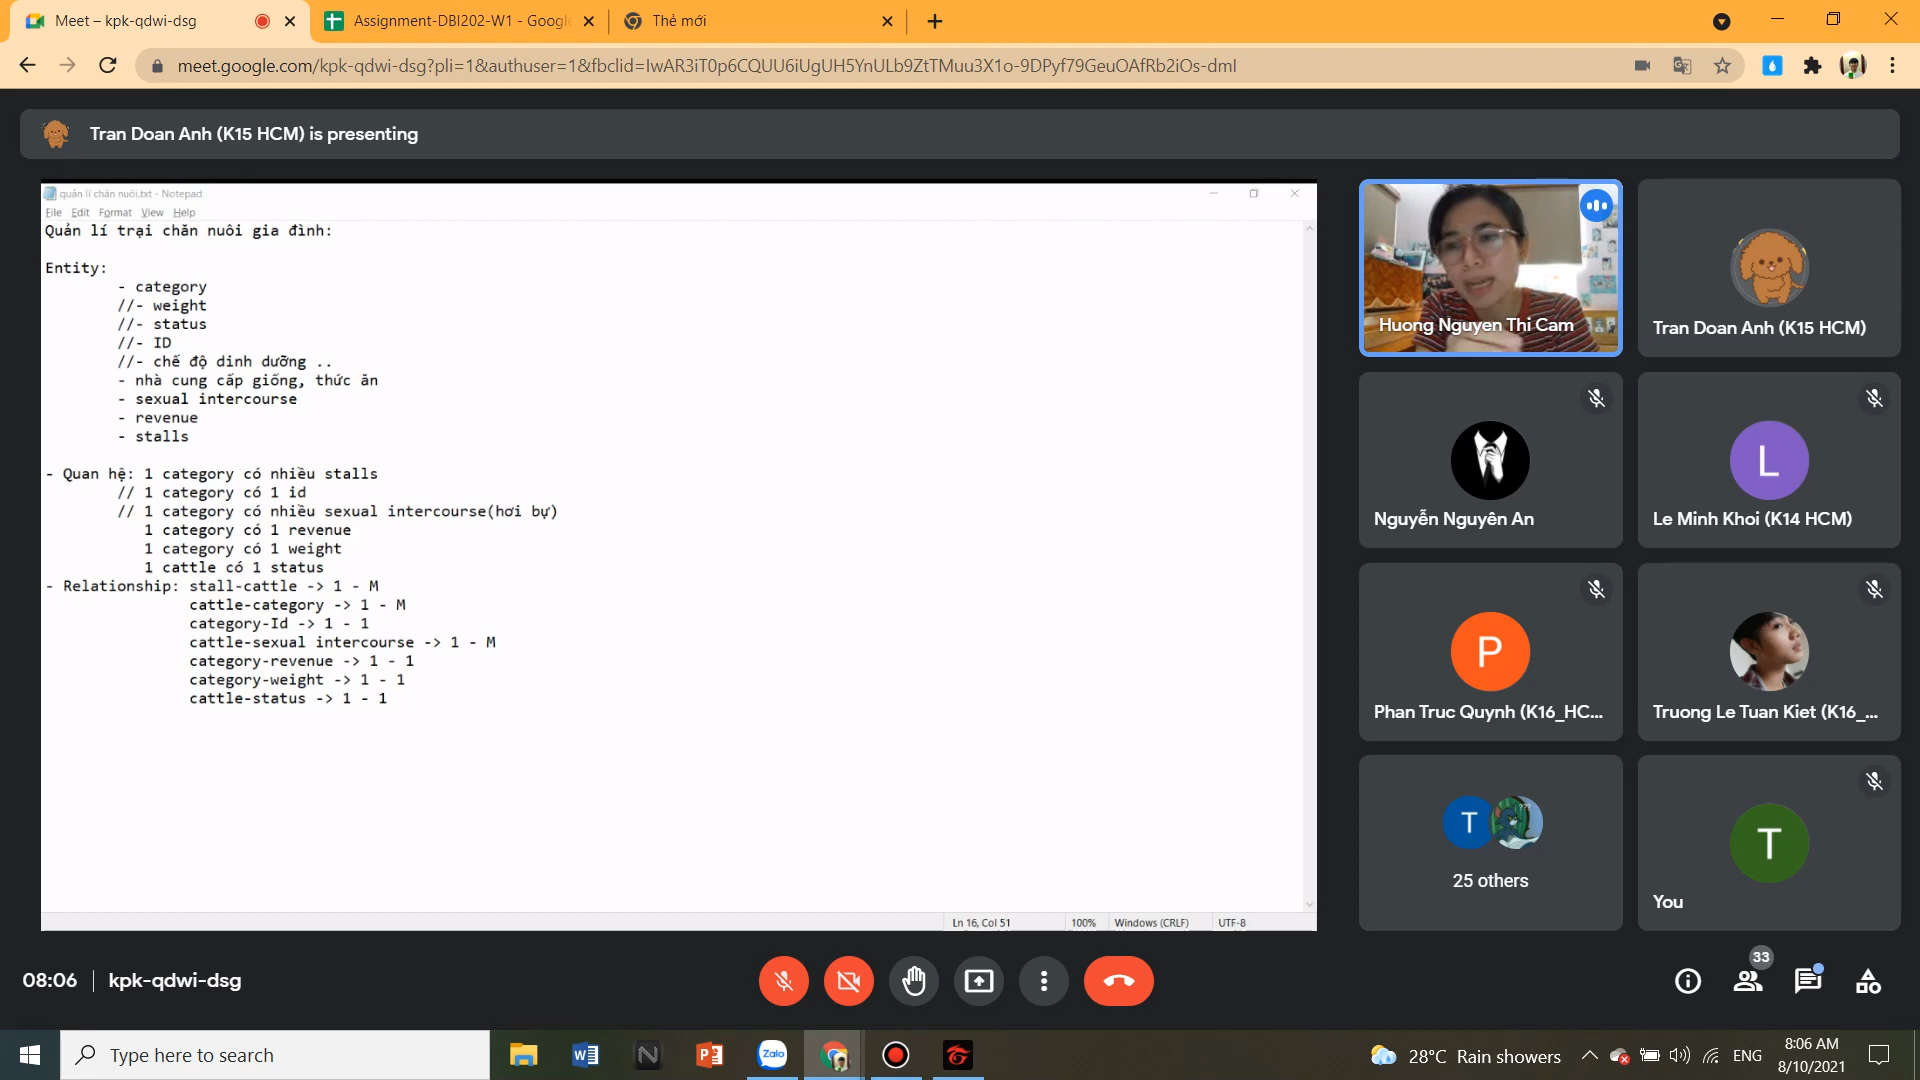 Meet – kpk-qdwi-dsg
Assignment-DBI202-W1 - Google
Thẻ mới
meet.google.com/kpk-qdwi-dsg?pli=1&authuser=1&fbclid=IwAR3iT0p6CQUU6iUgUH5YnULb9ZtTMuu3X1o-9DPyf79GeuOAfRb2iOs-dmI
Tran Doan Anh (K15 HCM) is presenting
quản lí chăn nuôi.txt - Notepad
File Edit Format View Help
Quản lí trại chăn nuôi gia đình:
Entity:
- category
//- weight
//- status
//- ID
//- chế độ dinh dưỡng ..
- nhà cung cấp giống, thức ăn
- sexual intercourse
- revenue
- stalls
- Quan hệ: 1 category có nhiều stalls
// 1 category có 1 id
// 1 category có nhiều sexual intercourse(hơi bự)
1 category có 1 revenue
1 category có 1 weight
1 cattle có 1 status
- Relationship: stall-cattle -> 1 - M
cattle-category -> 1 - M
category-Id -> 1 - 1
cattle-sexual intercourse -> 1 - M
category-revenue -> 1 - 1
category-weight -> 1 - 1
cattle-status -> 1 - 1
Ln 16, Col 51
100%
Windows (CRLF)
UTF-8
Huong Nguyen Thi Cam
Tran Doan Anh (K15 HCM)
Nguyễn Nguyên An
L
Le Minh Khoi (K14 HCM)
P
Phan Truc Quynh (K16_HC...
Truong Le Tuan Kiet (K16_...
T
???
25 others
T
You
08:06
kpk-qdwi-dsg
33
Type here to search
W
N
P
Zalo
28°C Rain showers
ENG
8:06 AM
8/10/2021